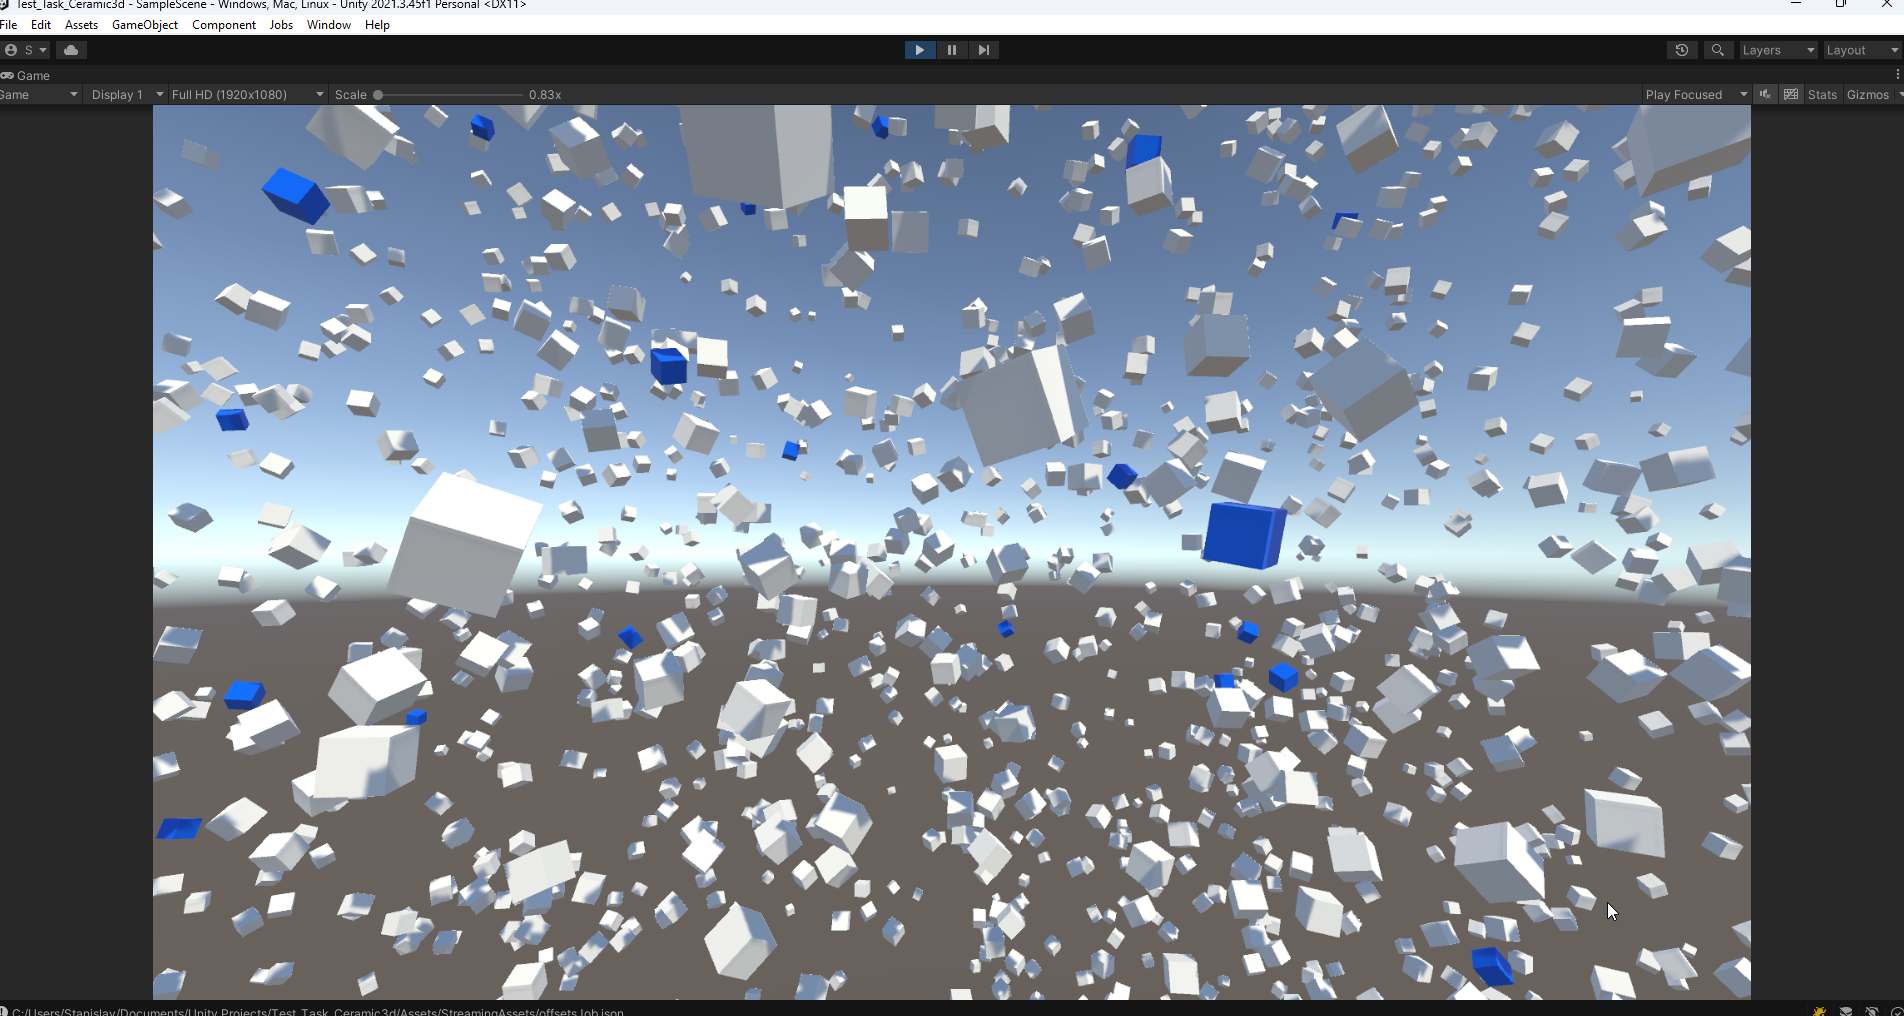 Test_Task_Ceramic3d - SampleScene - Windows, Mac, Linux - Unity 2021.3.45f1 Personal <DX11>
File Edit Assets GameObject Component Jobs Window Help
S Layers Layout
Game
Game Display 1 Full HD (1920x1080) Scale 0.83x Play Focused Stats Gizmos
C:/Users/Stanislav/Documents/Unity Projects/Test_Task_Ceramic3d/Assets/StreamingAssets/offsetsJob.json